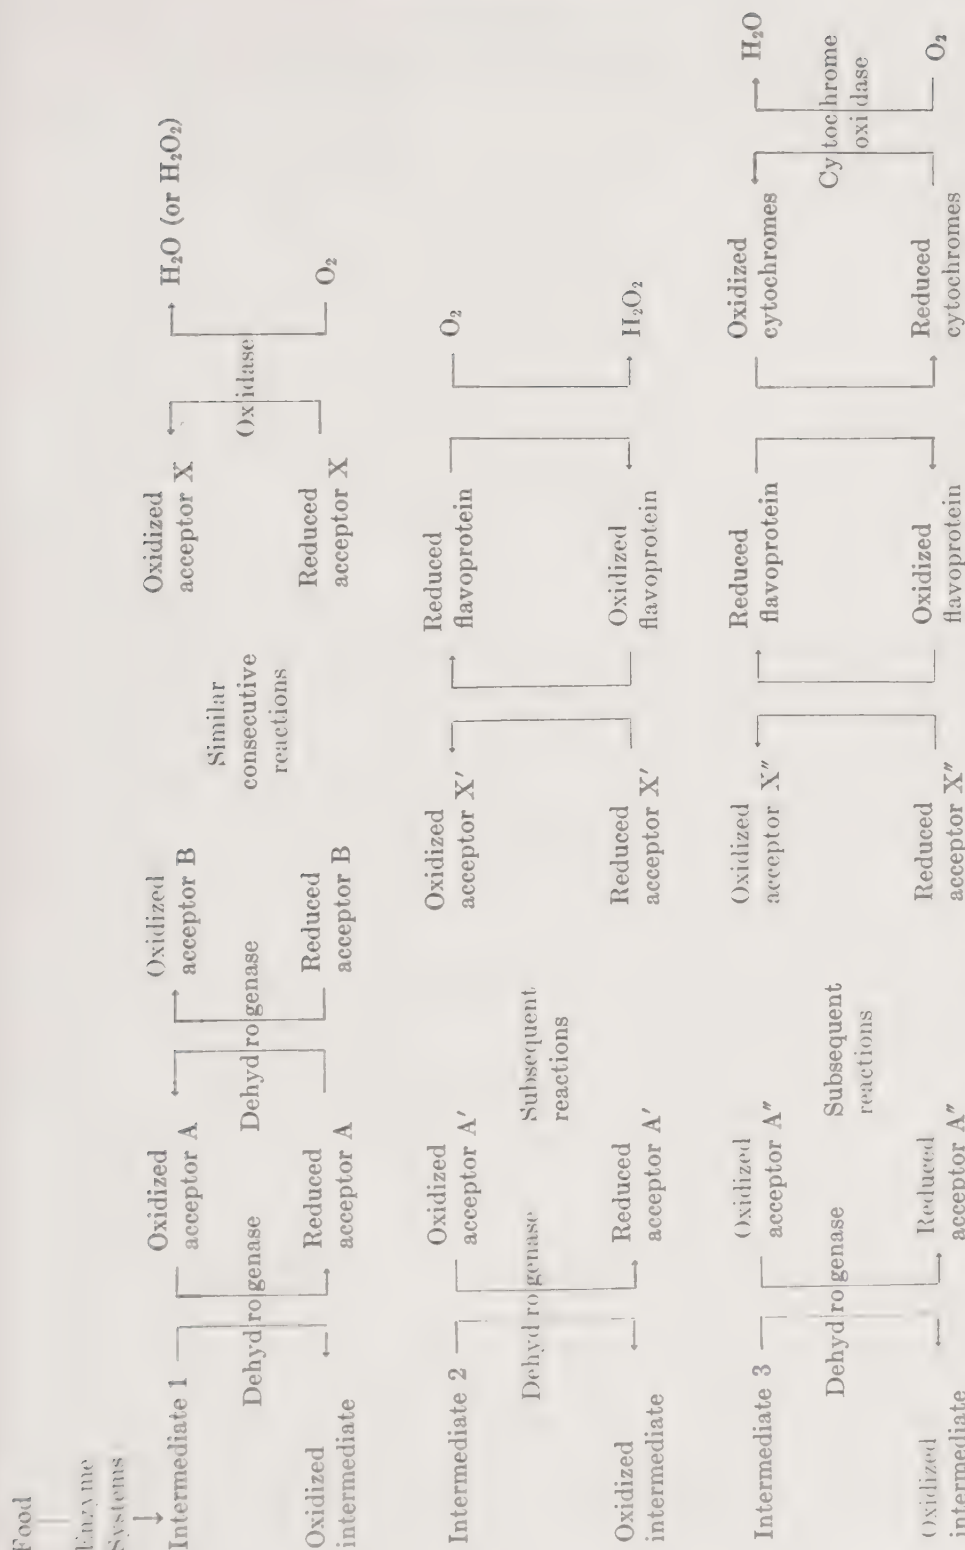 Food
Enzyme
Systems
Intermediate 1
Oxidized
acceptor A
Oxidized
acceptor B
Oxidized
acceptor X
H₂O (or H₂O₂)
Dehydrogenase
Dehydrogenase
Similar
consecutive
reactions
Oxidase
Oxidized
intermediate
Reduced
acceptor A
Reduced
acceptor B
Reduced
acceptor X
O₂
Intermediate 2
Oxidized
acceptor A′
Oxidized
acceptor X′
Reduced
flavoprotein
O₂
Dehydrogenase
Subsequent
reactions
Oxidized
intermediate
Reduced
acceptor A′
Reduced
acceptor X′
Oxidized
flavoprotein
H₂O₂
Intermediate 3
Oxidized
acceptor A″
Oxidized
acceptor X″
Reduced
flavoprotein
Oxidized
cytochromes
H₂O
Dehydrogenase
Subsequent
reactions
Cytochrome
oxidase
Oxidized
intermediate
Reduced
acceptor A″
Reduced
acceptor X″
Oxidized
flavoprotein
Reduced
cytochromes
O₂